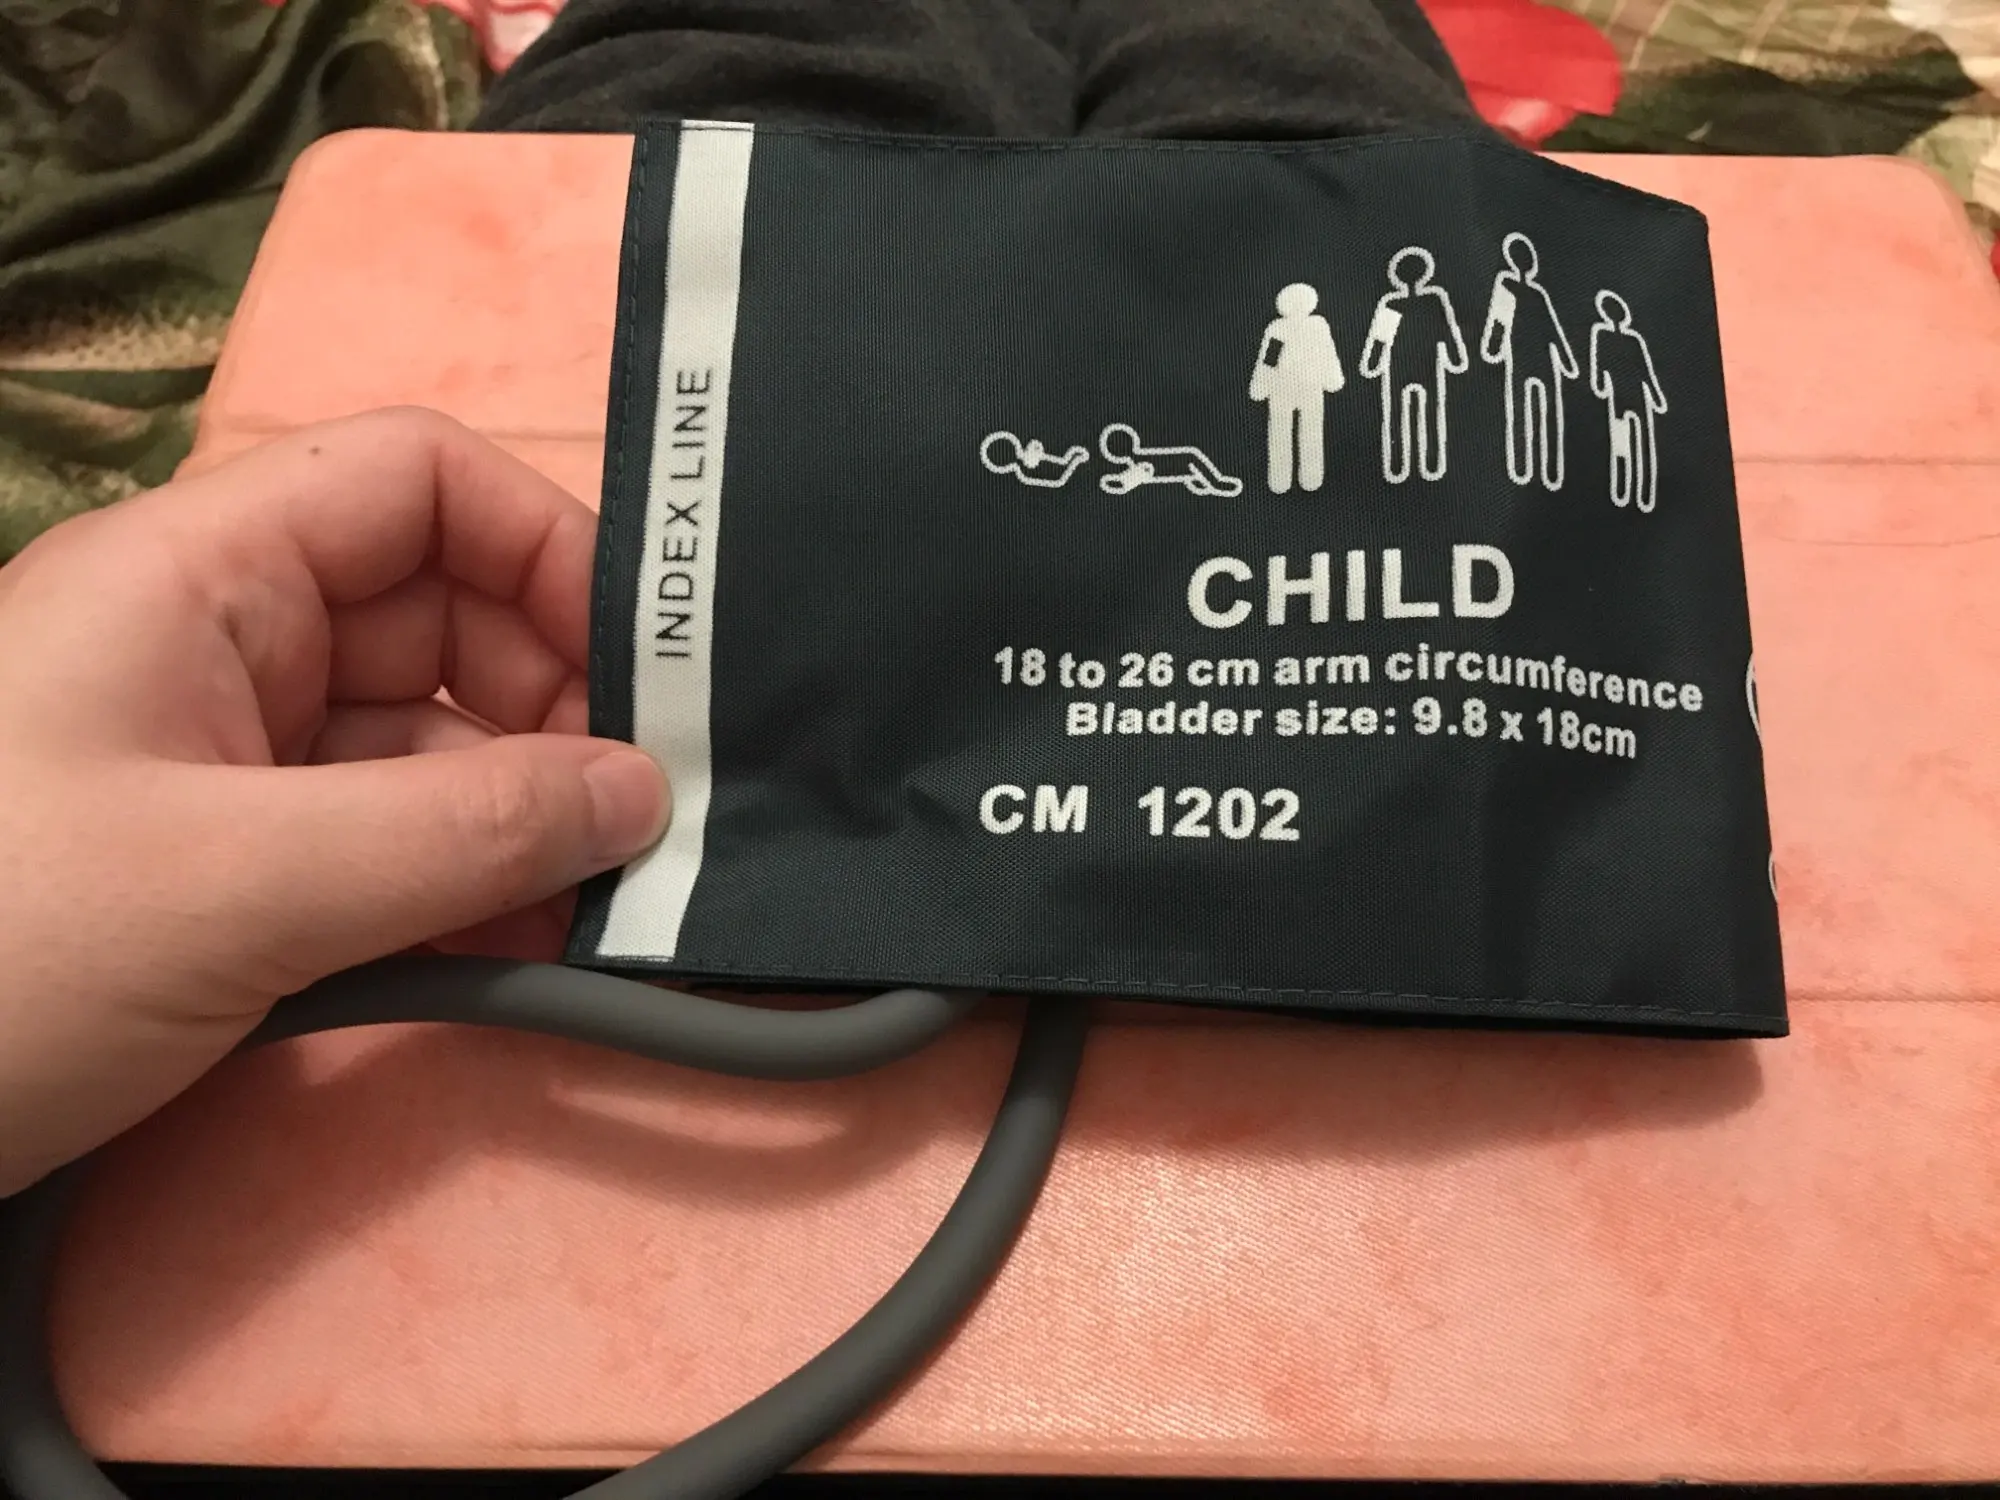 INDEX LINE
CHILD
18 to 26 cm arm circumference
Bladder size: 9.8 x 18cm
CM 1202